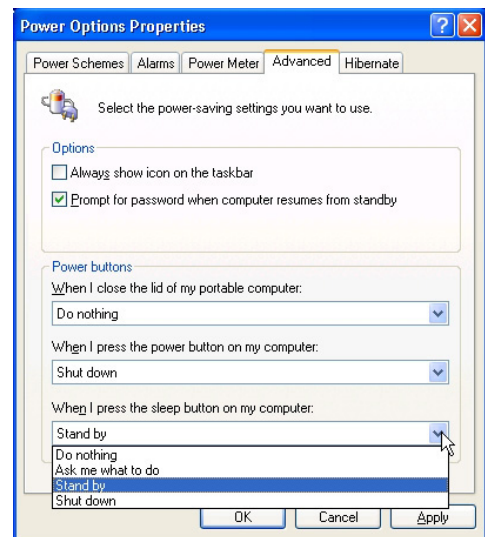 Power Options Properties
Power Schemes Alarms Power Meter Advanced Hibernate
Select the power-saving settings you want to use.
Options
Always show icon on the taskbar
Prompt for password when computer resumes from standby
Power buttons
When I close the lid of my portable computer:
Do nothing
When I press the power button on my computer:
Shut down
When I press the sleep button on my computer:
Stand by
Do nothing
Ask me what to do
Stand by
Shut down
OK Cancel Apply